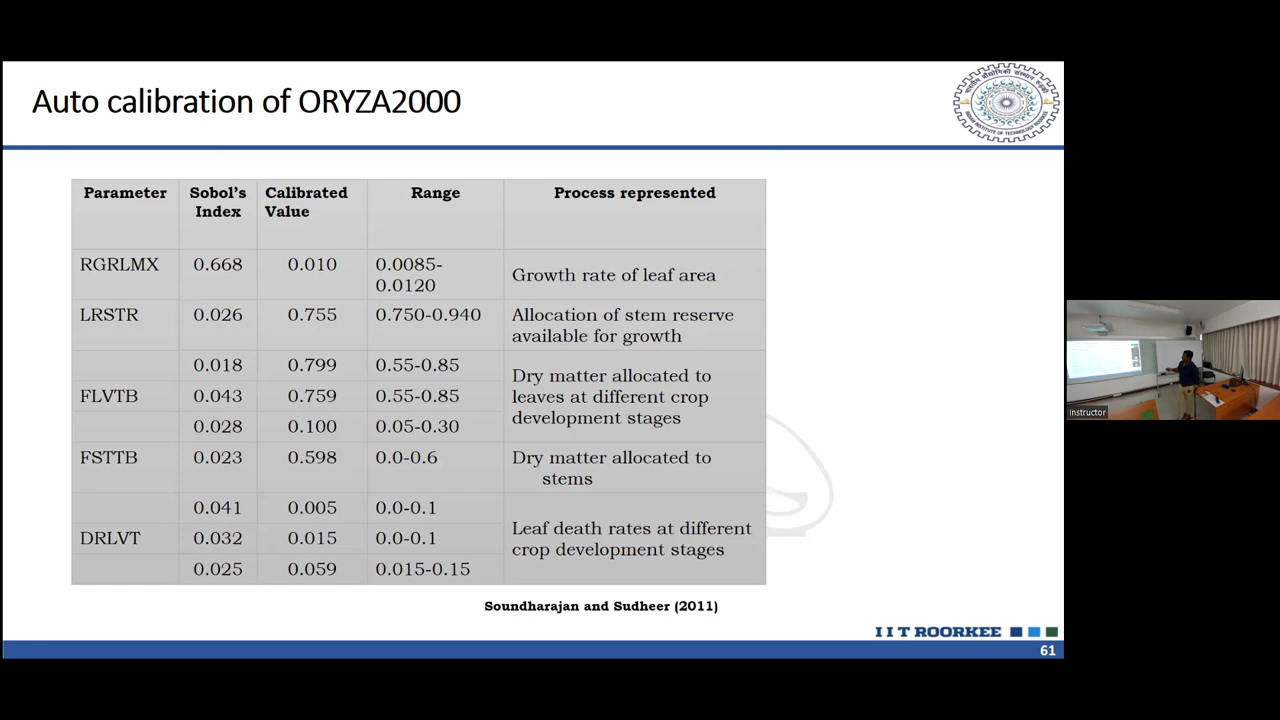 Auto calibration of ORYZA2000
Parameter Sobol's Index Calibrated Value Range Process represented
RGRLMX 0.668 0.010 0.0085-0.0120 Growth rate of leaf area
LRSTR 0.026 0.755 0.750-0.940 Allocation of stem reserve available for growth
0.018 0.799 0.55-0.85
FLVTB 0.043 0.759 0.55-0.85 Dry matter allocated to leaves at different crop development stages
0.028 0.100 0.05-0.30
FSTTB 0.023 0.598 0.0-0.6 Dry matter allocated to stems
0.041 0.005 0.0-0.1
DRLVT 0.032 0.015 0.0-0.1 Leaf death rates at different crop development stages
0.025 0.059 0.015-0.15
Soundharajan and Sudheer (2011)
I I T ROORKEE
61
Instructor